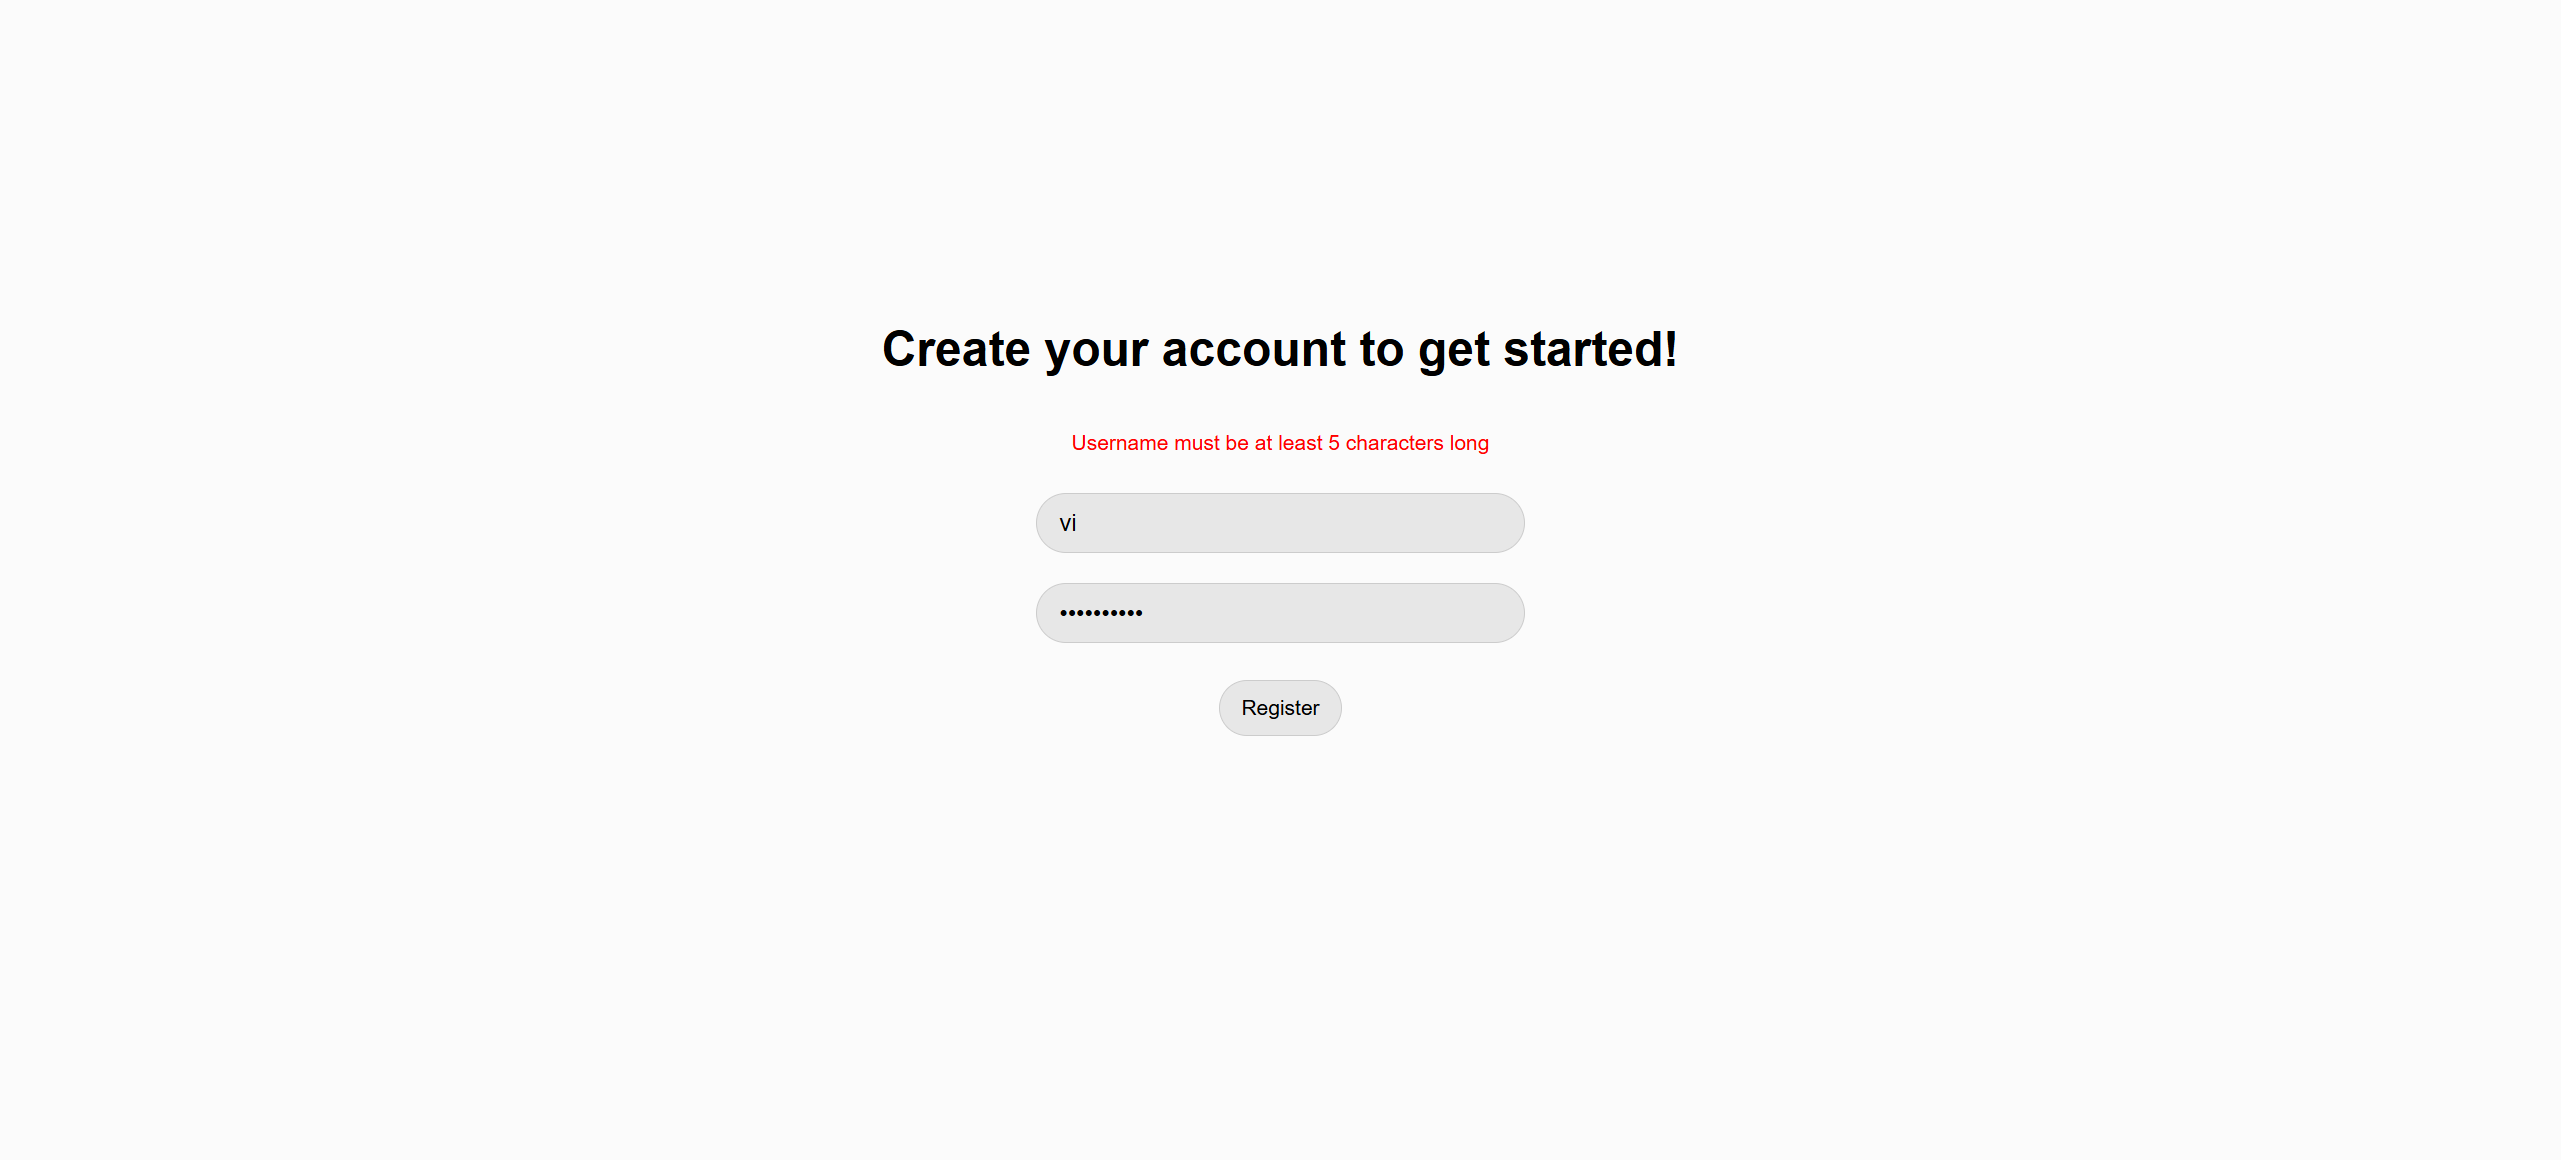 Create your account to get started!
Username must be at least 5 characters long
vi
••••••••••
Register